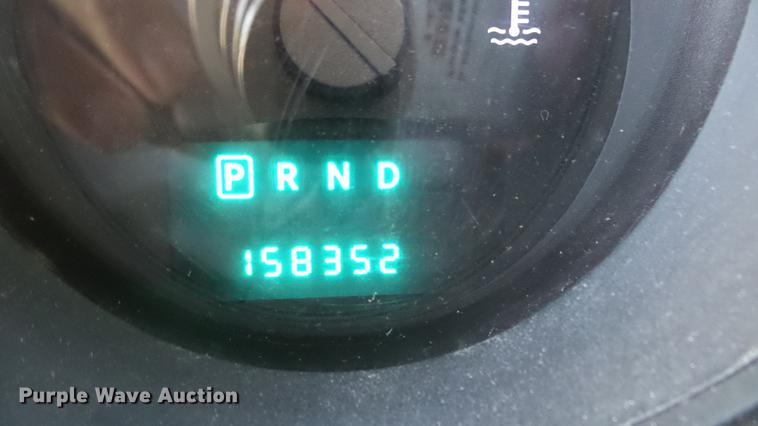 P R N D
158352
Purple Wave Auction